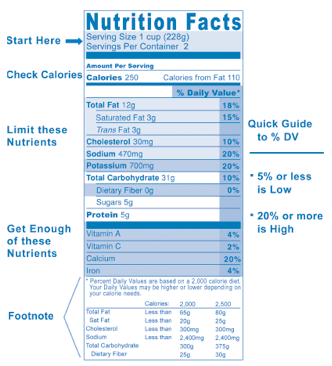 Nutrition Facts
Start Here
Serving Size 1 cup (228g)
Servings Per Container 2
Amount Per Serving
Check Calories
Calories 250 Calories from Fat 110
% Daily Value*
Limit these
Nutrients
Total Fat 12g 18%
Saturated Fat 3g 15%
Trans Fat 3g
Cholesterol 30mg 10%
Sodium 470mg 20%
Potassium 700mg 20%
Total Carbohydrate 31g 10%
Dietary Fiber 0g 0%
Sugars 5g
Protein 5g
Quick Guide
to % DV
* 5% or less
is Low
* 20% or more
is High
Get Enough
of these
Nutrients
Vitamin A 4%
Vitamin C 2%
Calcium 20%
Iron 4%
Footnote
* Percent Daily Values are based on a 2,000 calorie diet.
Your Daily Values may be higher or lower depending on
your calorie needs.
Calories: 2,000 2,500
Total Fat Less than 65g 80g
Sat Fat Less than 20g 25g
Cholesterol Less than 300mg 300mg
Sodium Less than 2,400mg 2,400mg
Total Carbohydrate 300g 375g
Dietary Fiber 25g 30g